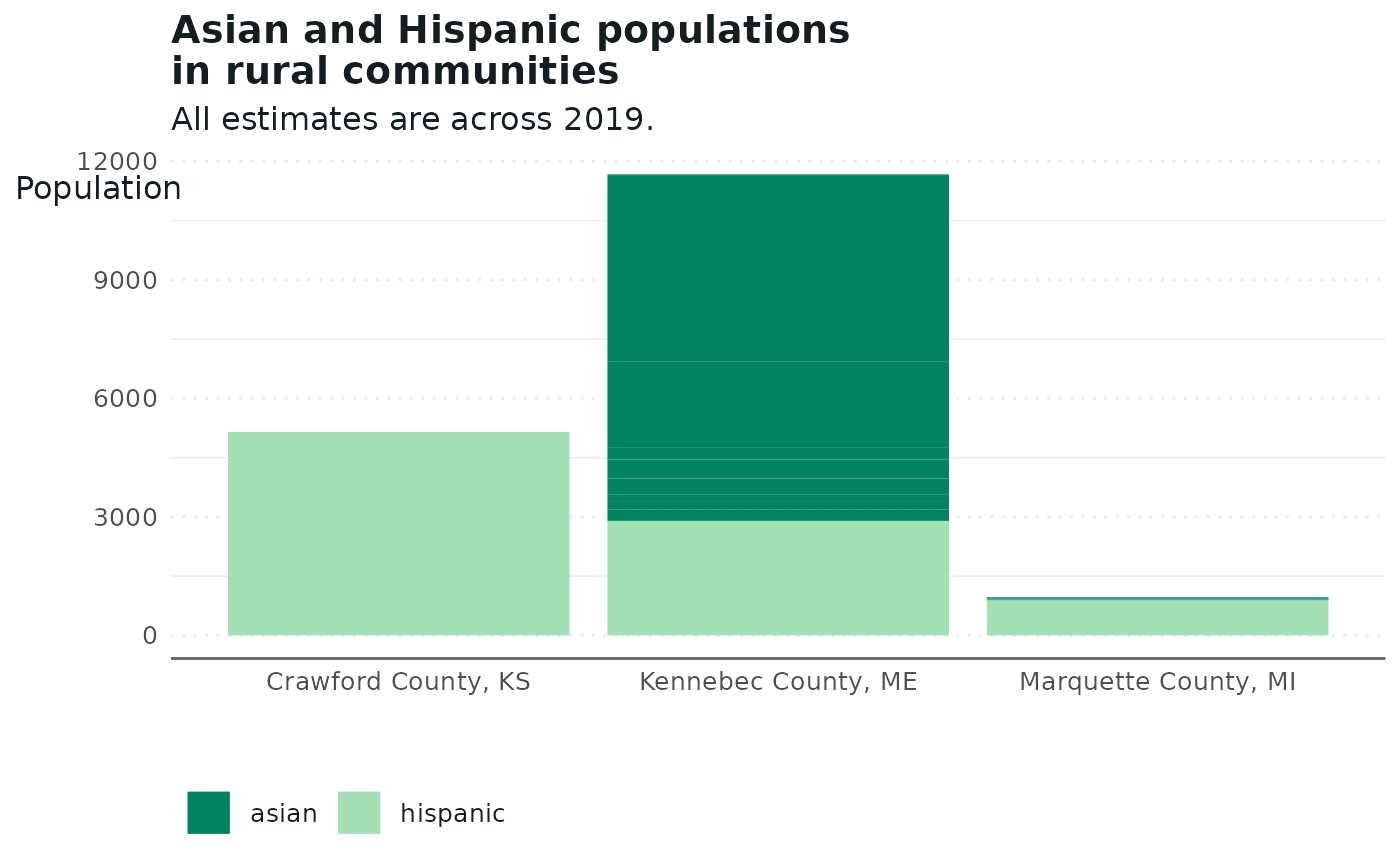 Asian and Hispanic populations
in rural communities
All estimates are across 2019.
12000
Population
9000
6000
3000
0
Crawford County, KS
Kennebec County, ME
Marquette County, MI
asian
hispanic